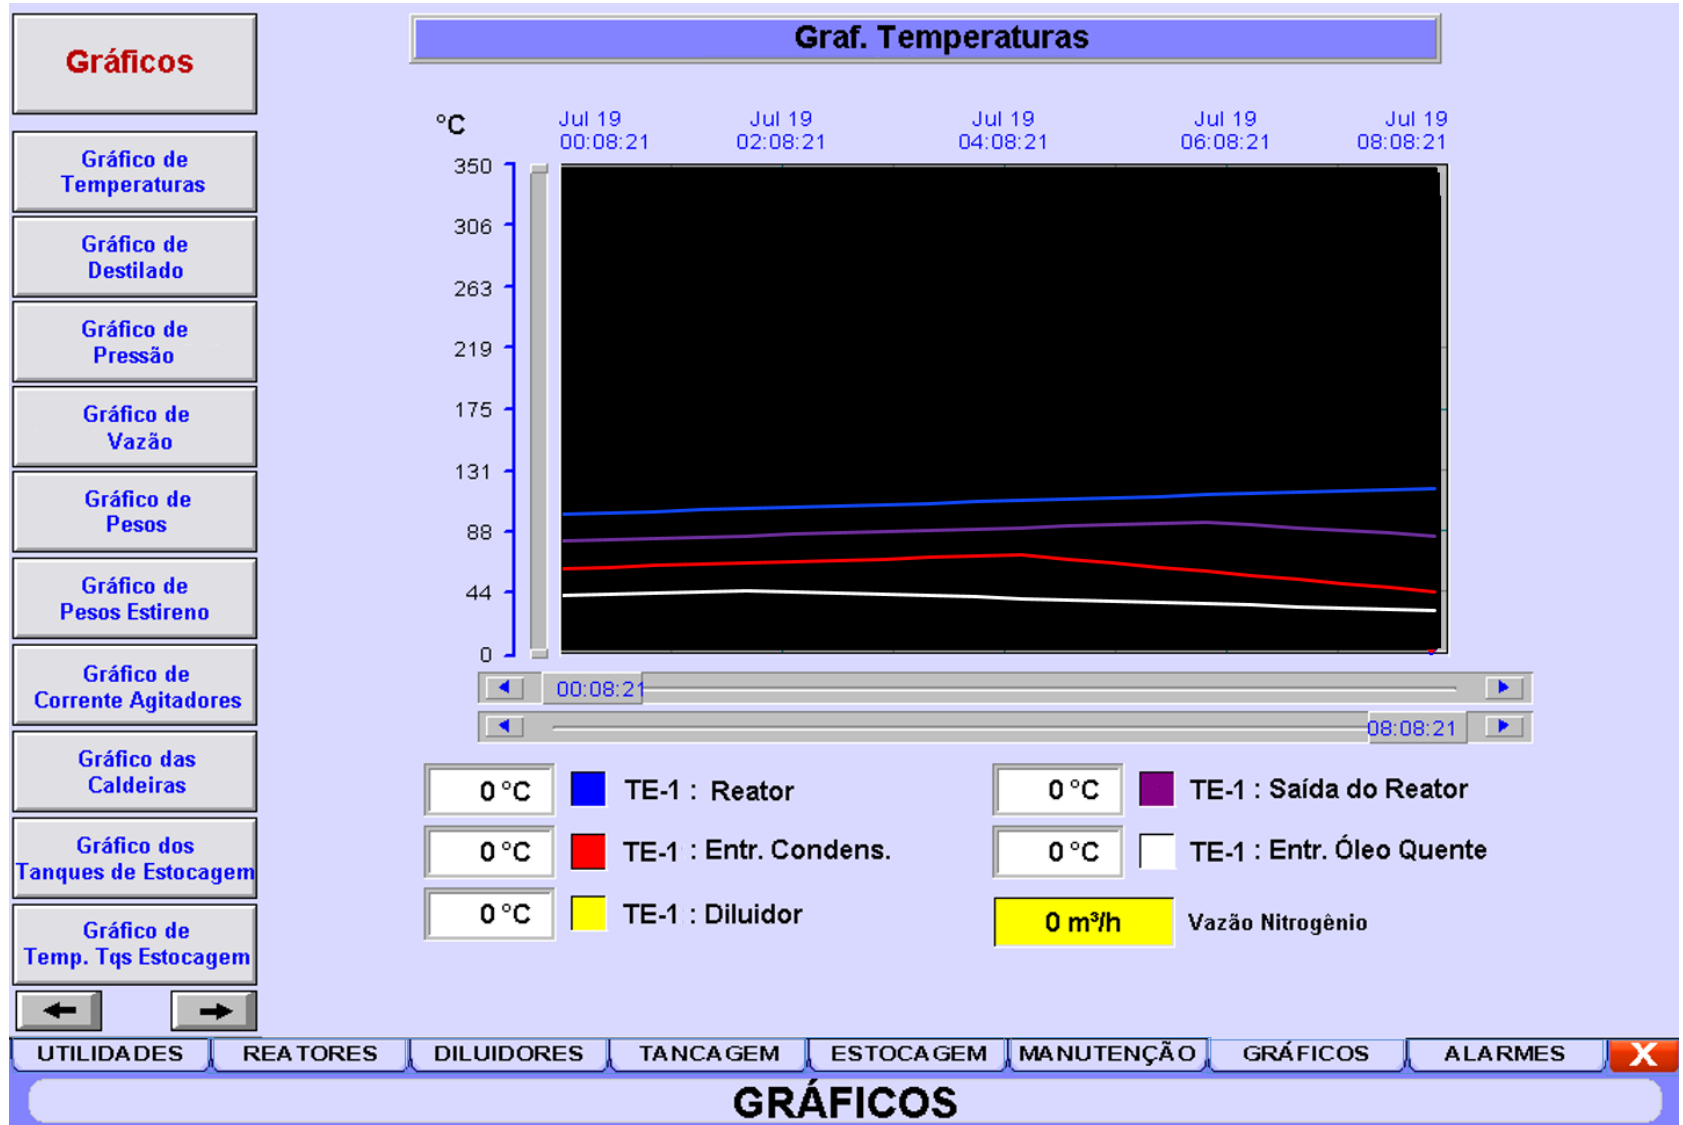 Gráficos
Gráfico de
Temperaturas
Gráfico de
Destilado
Gráfico de
Pressão
Gráfico de
Vazão
Gráfico de
Pesos
Gráfico de
Pesos Estireno
Gráfico de
Corrente Agitadores
Gráfico das
Caldeiras
Gráfico dos
Tanques de Estocagem
Gráfico de
Temp. Tqs Estocagem
Graf. Temperaturas
°C
Jul 19 Jul 19 Jul 19 Jul 19 Jul 19
00:08:21 02:08:21 04:08:21 06:08:21 08:08:21
350
306
263
219
175
131
88
44
0
00:08:21
08:08:21
0 °C TE-1 : Reator
0 °C TE-1 : Saída do Reator
0 °C TE-1 : Entr. Condens.
0 °C TE-1 : Entr. Óleo Quente
0 °C TE-1 : Diluidor
0 m³/h Vazão Nitrogênio
UTILIDADES REATORES DILUIDORES TANCAGEM ESTOCAGEM MANUTENÇÃO GRÁFICOS ALARMES X
GRÁFICOS